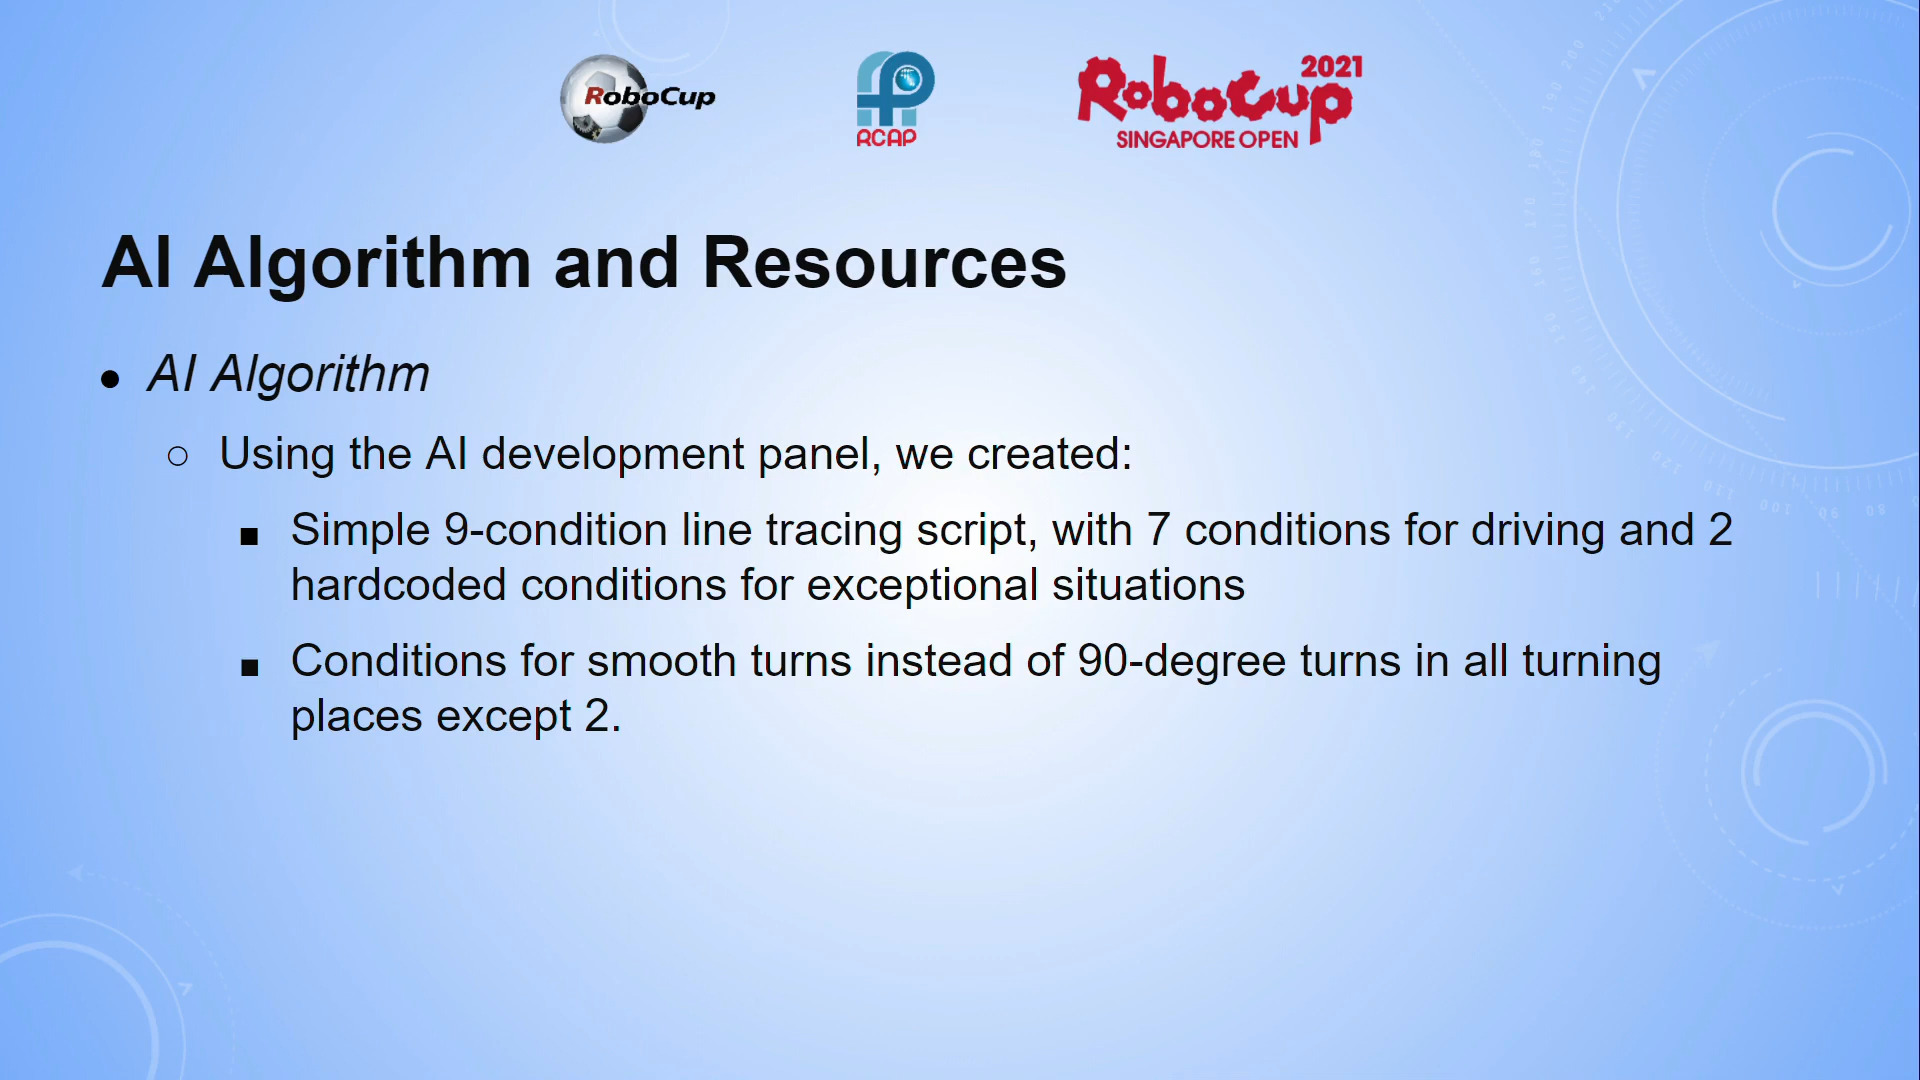 RoboCup
RCAP
RoboCup 2021
SINGAPORE OPEN
AI Algorithm and Resources
● AI Algorithm
○ Using the AI development panel, we created:
■ Simple 9-condition line tracing script, with 7 conditions for driving and 2
hardcoded conditions for exceptional situations
■ Conditions for smooth turns instead of 90-degree turns in all turning
places except 2.